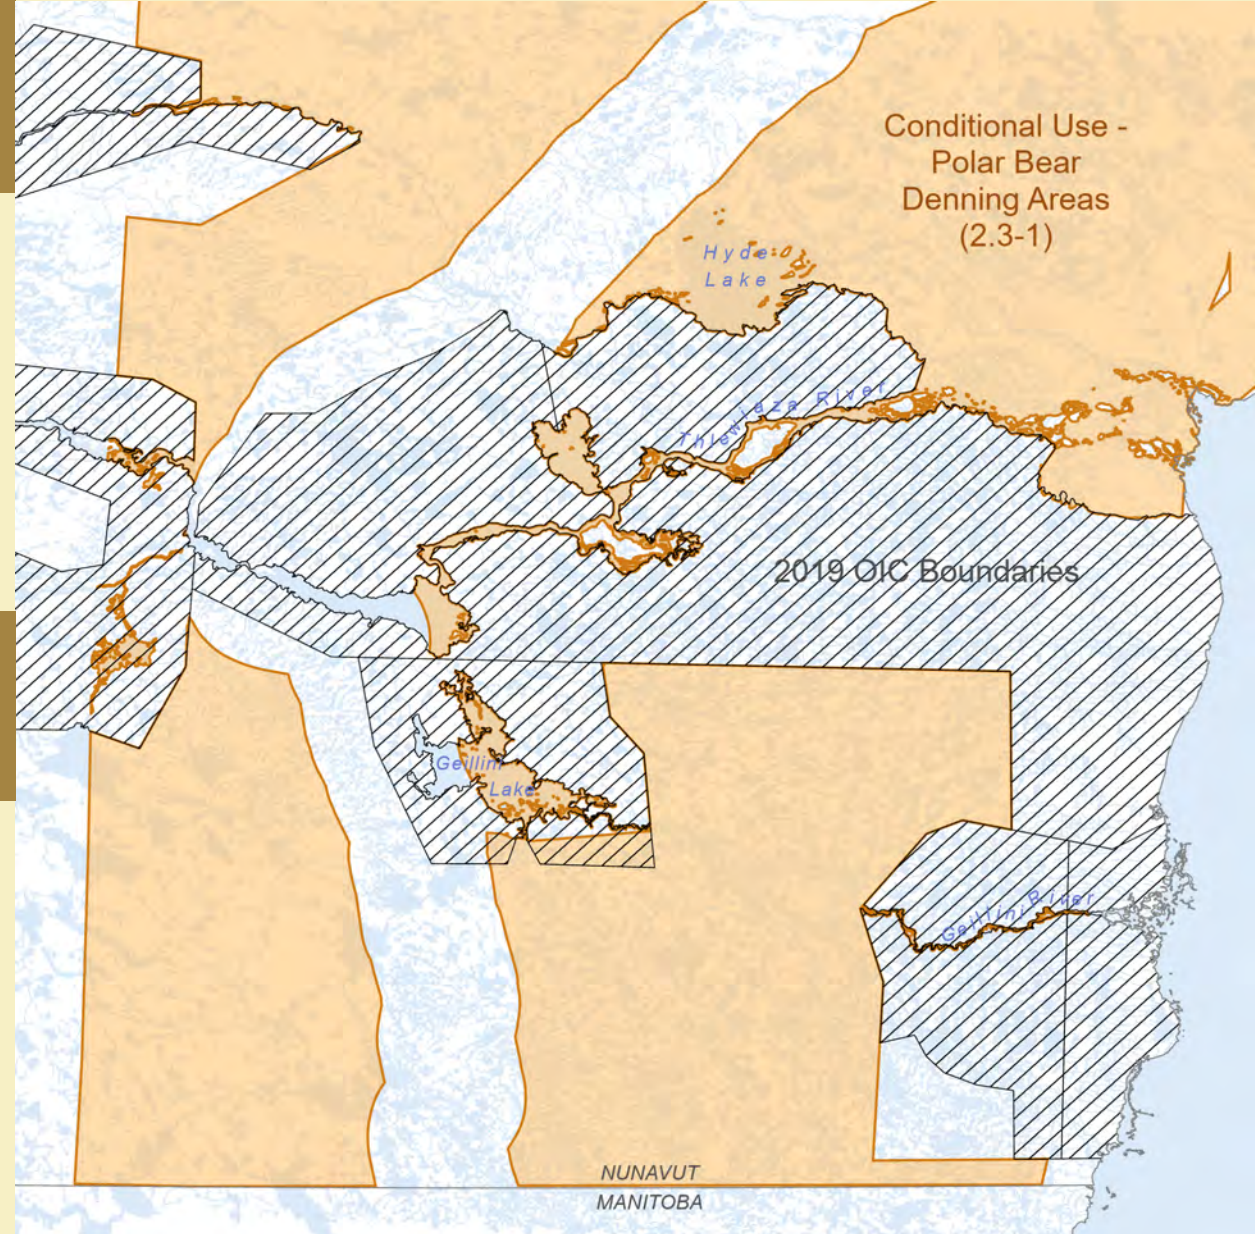 Conditional Use -
Polar Bear
Denning Areas
(2.3-1)
Hyde
Lake
Thlewiaza River
2019 OIC Boundaries
Geillini
Lake
Geillini River
NUNAVUT
MANITOBA